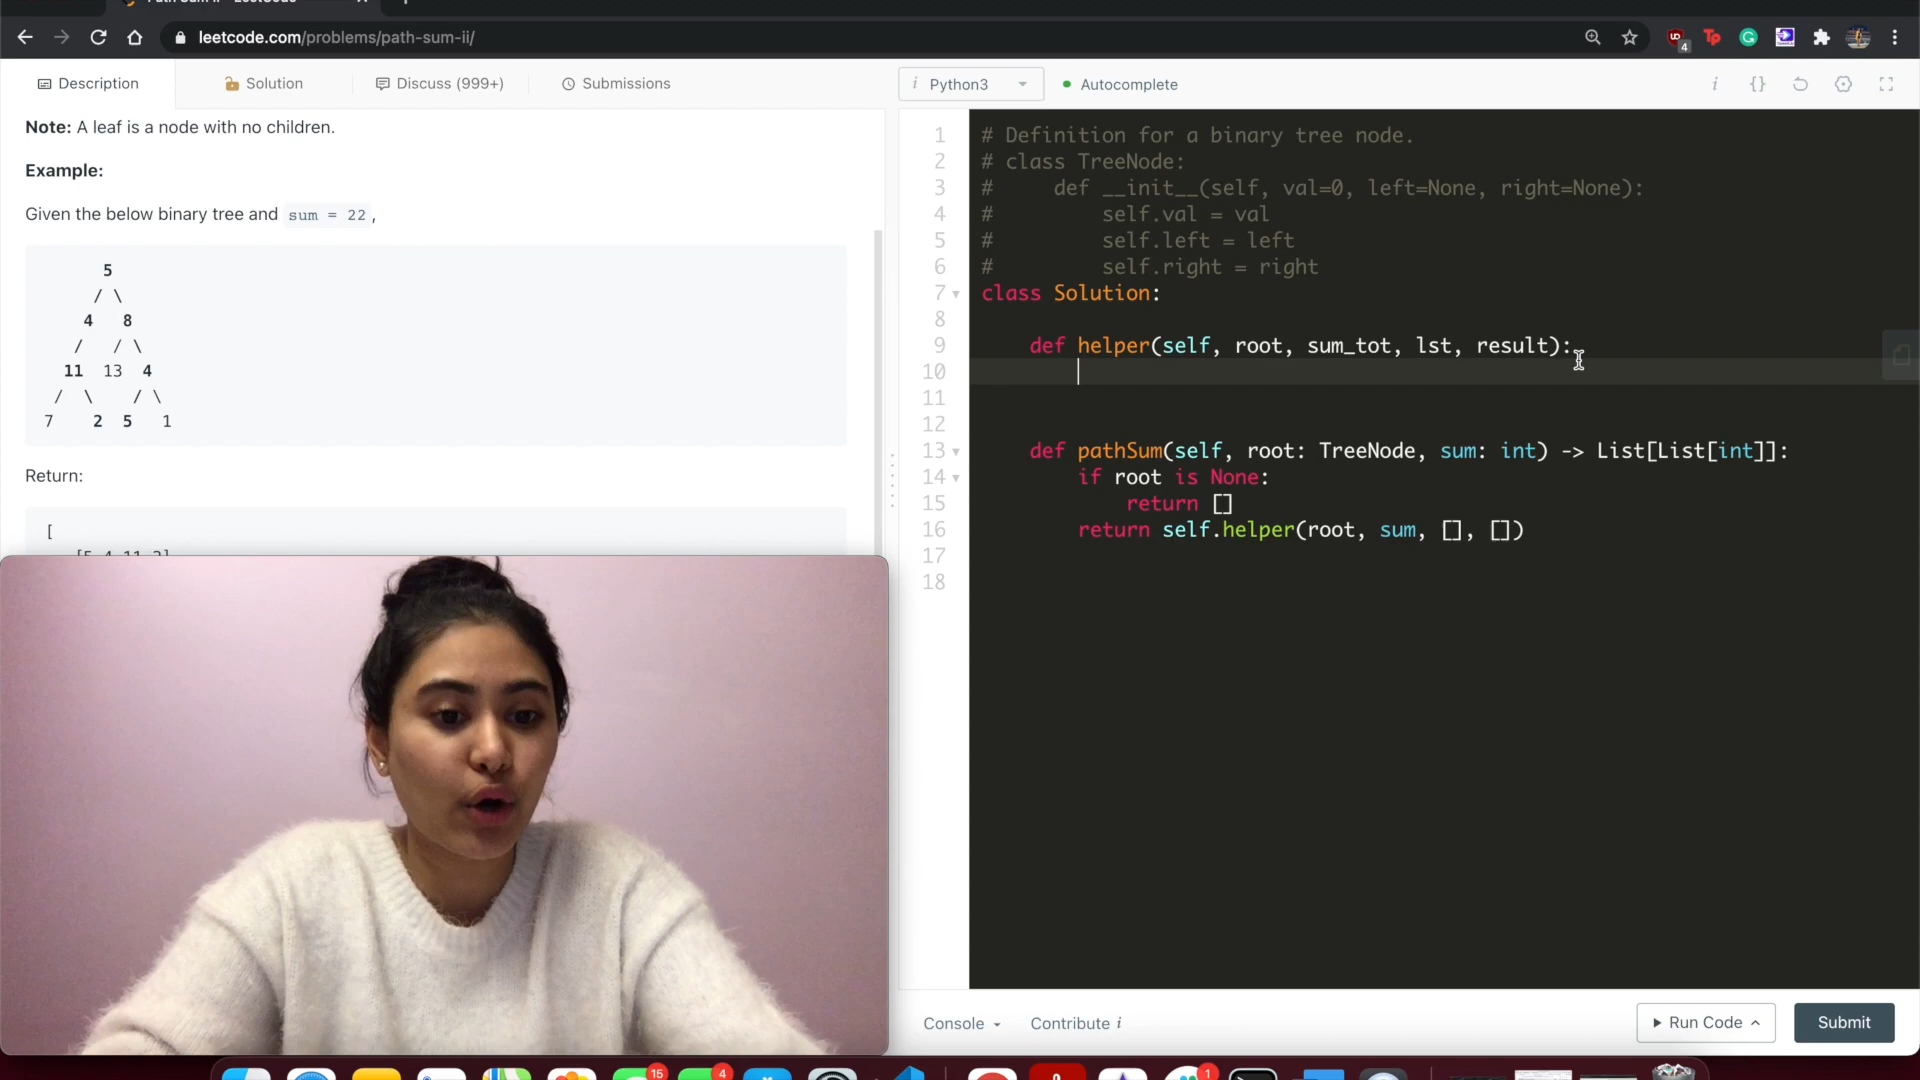 leetcode.com/problems/path-sum-ii/
4
Description
Solution
Discuss (999+)
Submissions
i Python3
Autocomplete
i {}
Note: A leaf is a node with no children.
Example:
Given the below binary tree and sum = 22,
5
/ \
4 8
/ / \
11 13 4
/ \ / \
7 2 5 1
Return:
[
1 # Definition for a binary tree node.
2 # class TreeNode:
3 # def __init__(self, val=0, left=None, right=None):
4 # self.val = val
5 # self.left = left
6 # self.right = right
7 class Solution:
8
9 def helper(self, root, sum_tot, lst, result):
10
11
12
13 def pathSum(self, root: TreeNode, sum: int) -> List[List[int]]:
14 if root is None:
15 return []
16 return self.helper(root, sum, [], [])
17
18
Console
Contribute i
Run Code
Submit
15
4
1